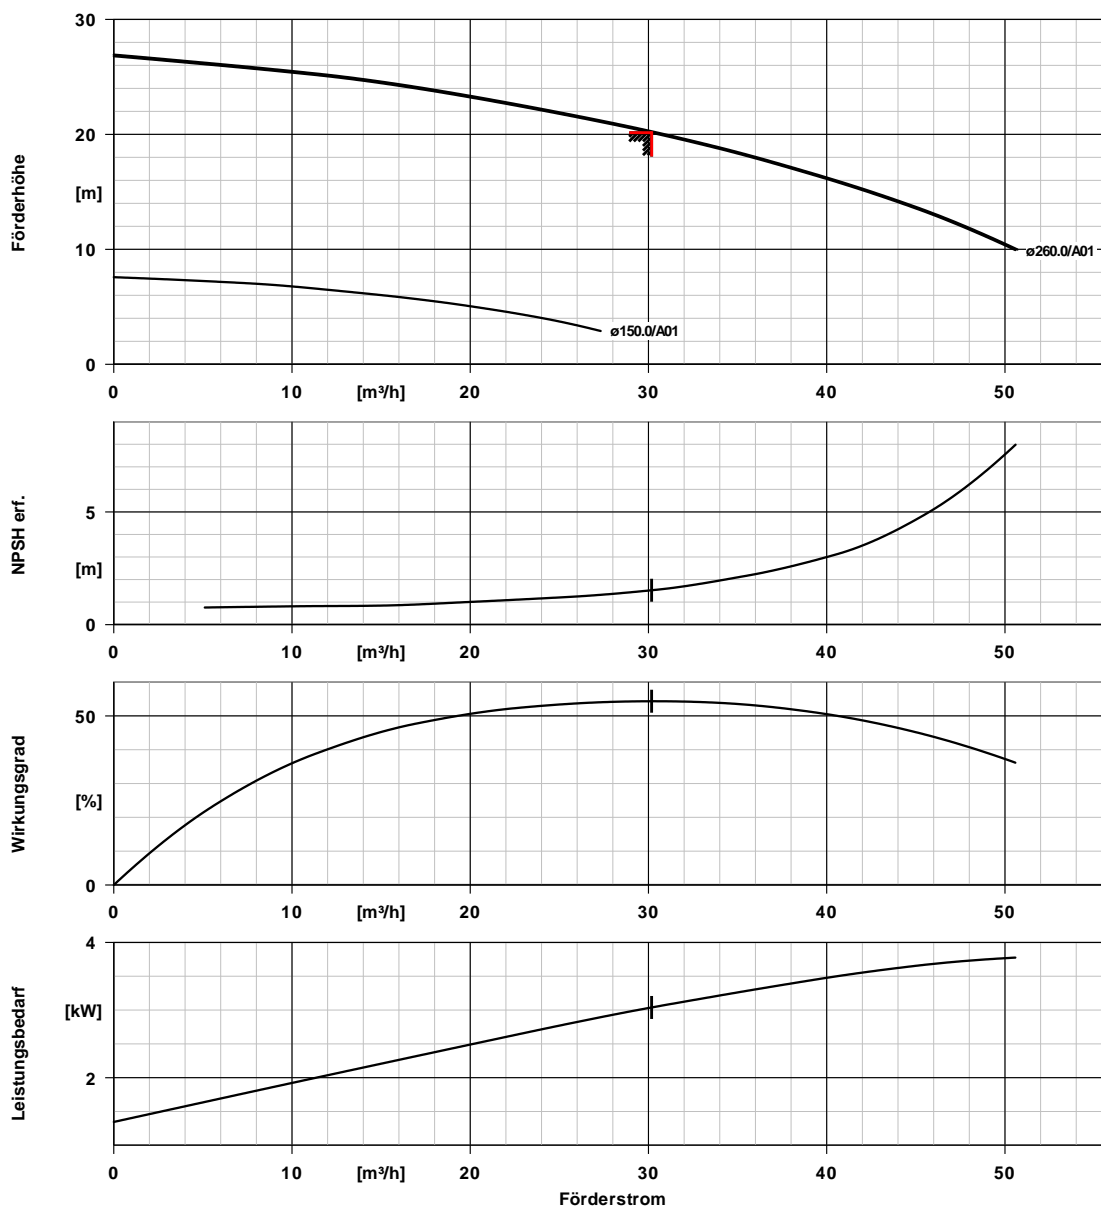 30
20
[m]
10
0
Förderhöhe
ø260.0/A01
ø150.0/A01
0 10 [m³/h] 20 30 40 50
5
[m]
0
NPSH erf.
0 10 [m³/h] 20 30 40 50
50
[%]
0
Wirkungsgrad
0 10 [m³/h] 20 30 40 50
4
[kW]
2
Leistungsbedarf
0 10 [m³/h] 20 30 40 50
Förderstrom